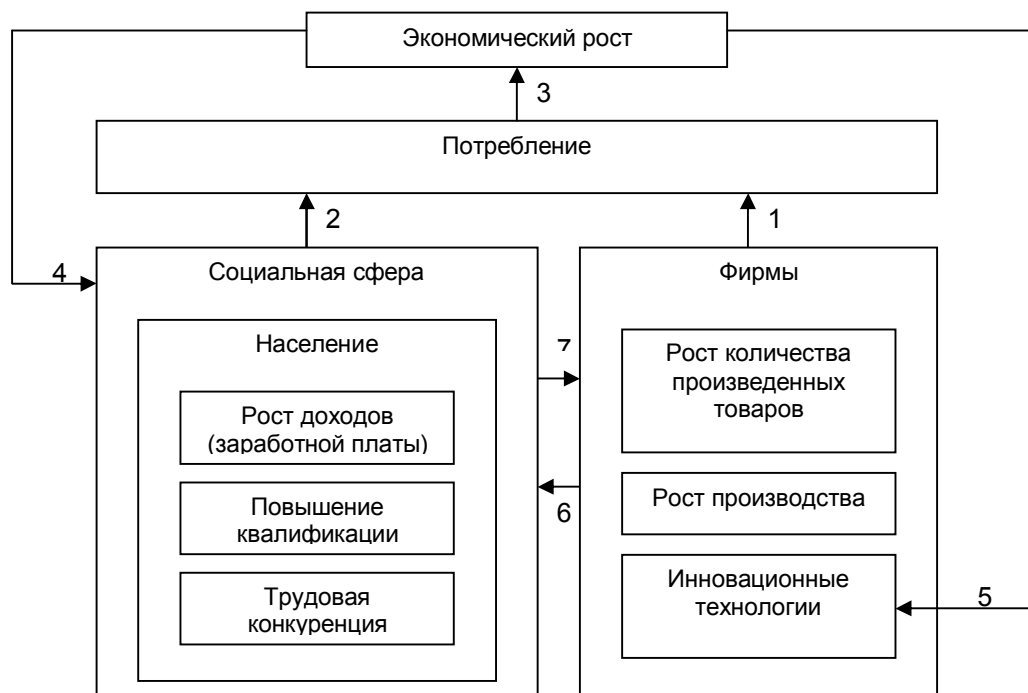 Экономический рост
3
Потребление
2
1
4
Социальная сфера
Фирмы
Население
7
Рост количества
произведенных
товаров
Рост доходов
(заработной платы)
6
Рост производства
Повышение
квалификации
Инновационные
технологии
5
Трудовая
конкуренция